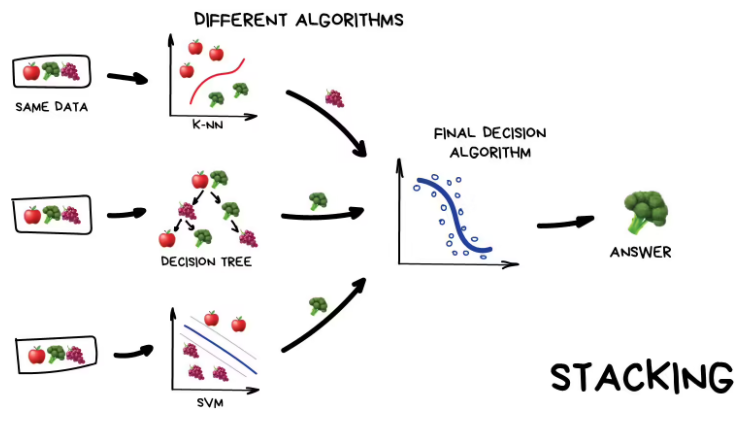 DIFFERENT ALGORITHMS
SAME DATA
K-NN
FINAL DECISION
ALGORITHM
DECISION TREE
ANSWER
SVM
STACKING